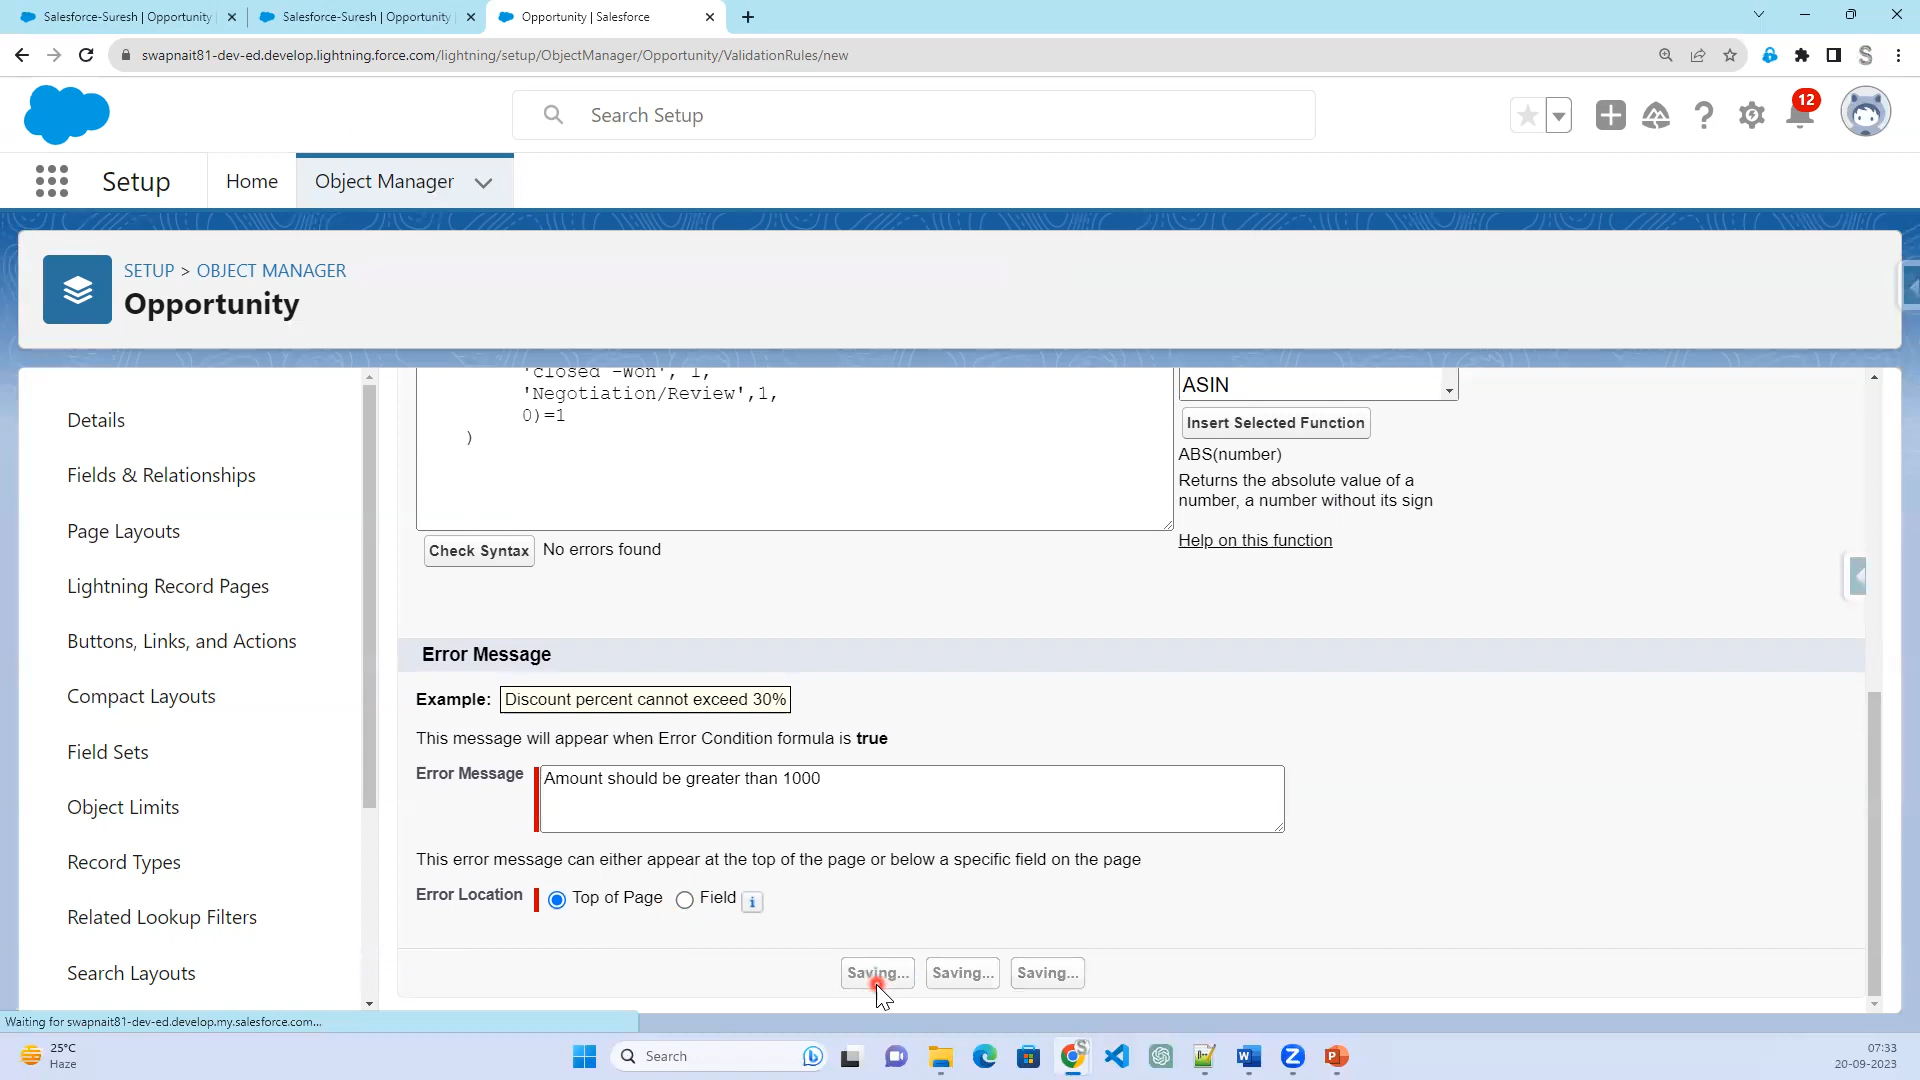 Salesforce-Suresh | Opportunity
Salesforce-Suresh | Opportunity
Opportunity | Salesforce
swapnait81-dev-ed.develop.lightning.force.com/lightning/setup/ObjectManager/Opportunity/ValidationRules/new
Search Setup
12
Setup
Home
Object Manager
SETUP > OBJECT MANAGER
Opportunity
Details
Fields & Relationships
Page Layouts
Lightning Record Pages
Buttons, Links, and Actions
Compact Layouts
Field Sets
Object Limits
Record Types
Related Lookup Filters
Search Layouts
'closed -Won', 1,
'Negotiation/Review',1,
0)=1
)
ASIN
Insert Selected Function
ABS(number)
Returns the absolute value of a
number, a number without its sign
Help on this function
Check Syntax No errors found
Error Message
Example: Discount percent cannot exceed 30%
This message will appear when Error Condition formula is true
Error Message Amount should be greater than 1000
This error message can either appear at the top of the page or below a specific field on the page
Error Location Top of Page Field
Saving... Saving... Saving...
Waiting for swapnait81-dev-ed.develop.my.salesforce.com...
25°C
Haze
Search
07:33
20-09-2023